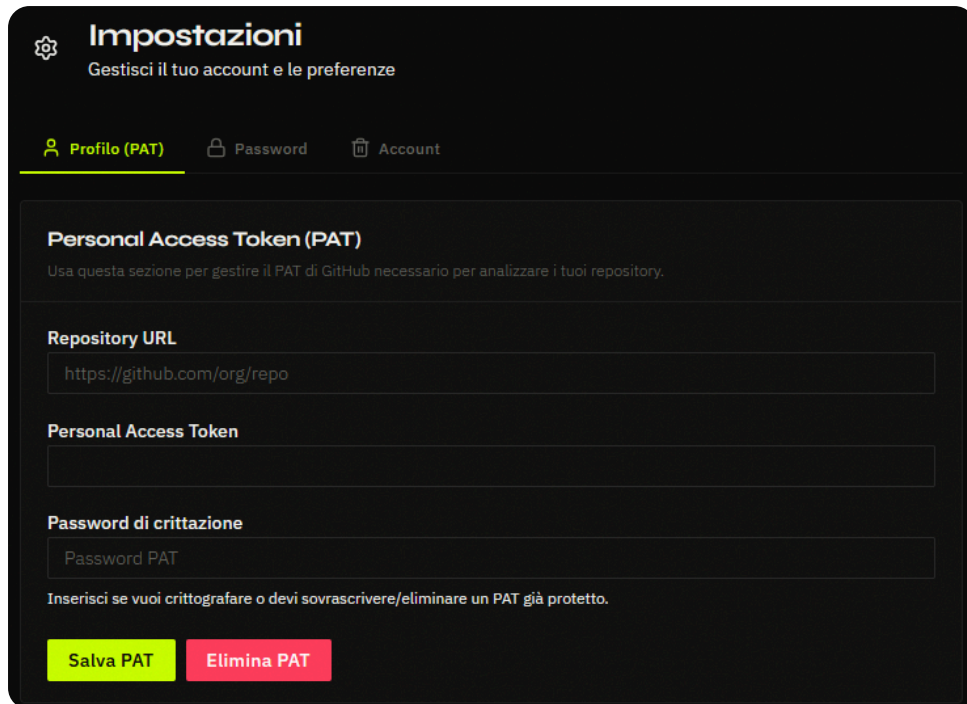 Impostazioni
Gestisci il tuo account e le preferenze
Profilo (PAT)
Password
Account
Personal Access Token (PAT)
Usa questa sezione per gestire il PAT di GitHub necessario per analizzare i tuoi repository.
Repository URL
https://github.com/org/repo
Personal Access Token
Password di crittazione
Password PAT
Inserisci se vuoi crittografare o devi sovrascrivere/eliminare un PAT già protetto.
Salva PAT
Elimina PAT